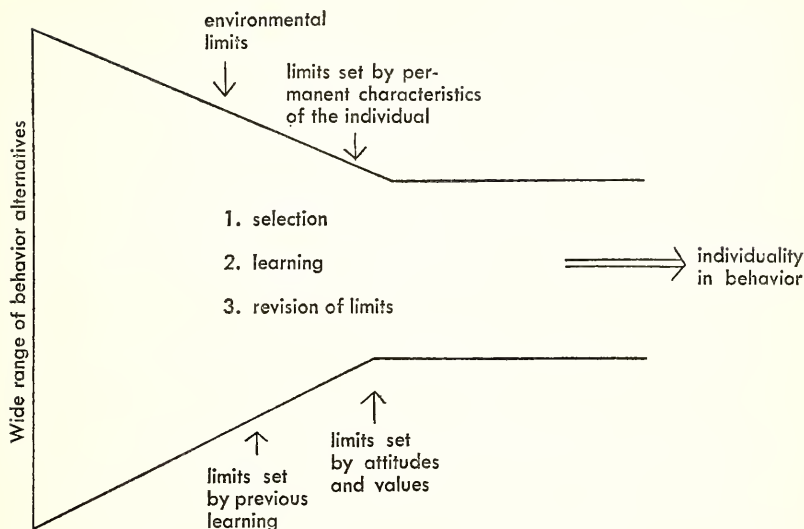 environmental
limits
limits set by per-
manent characteristics
of the individual
Wide range of behavior alternatives
1. selection
2. learning
3. revision of limits
individuality
in behavior
limits set
by previous
learning
limits set
by attitudes
and values